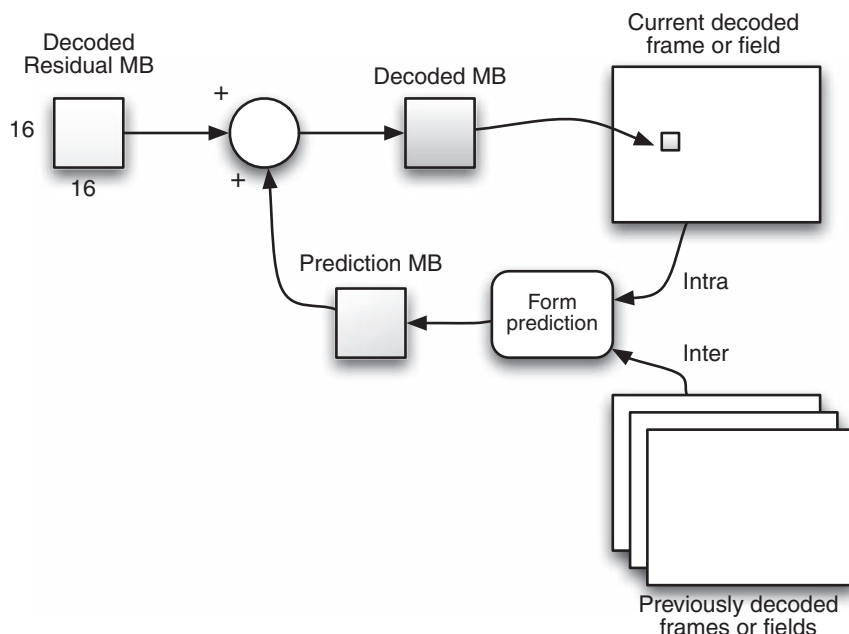 Decoded
Residual MB
16
16
+
+
Decoded MB
Current decoded
frame or field
Prediction MB
Form
prediction
Intra
Inter
Previously decoded
frames or fields